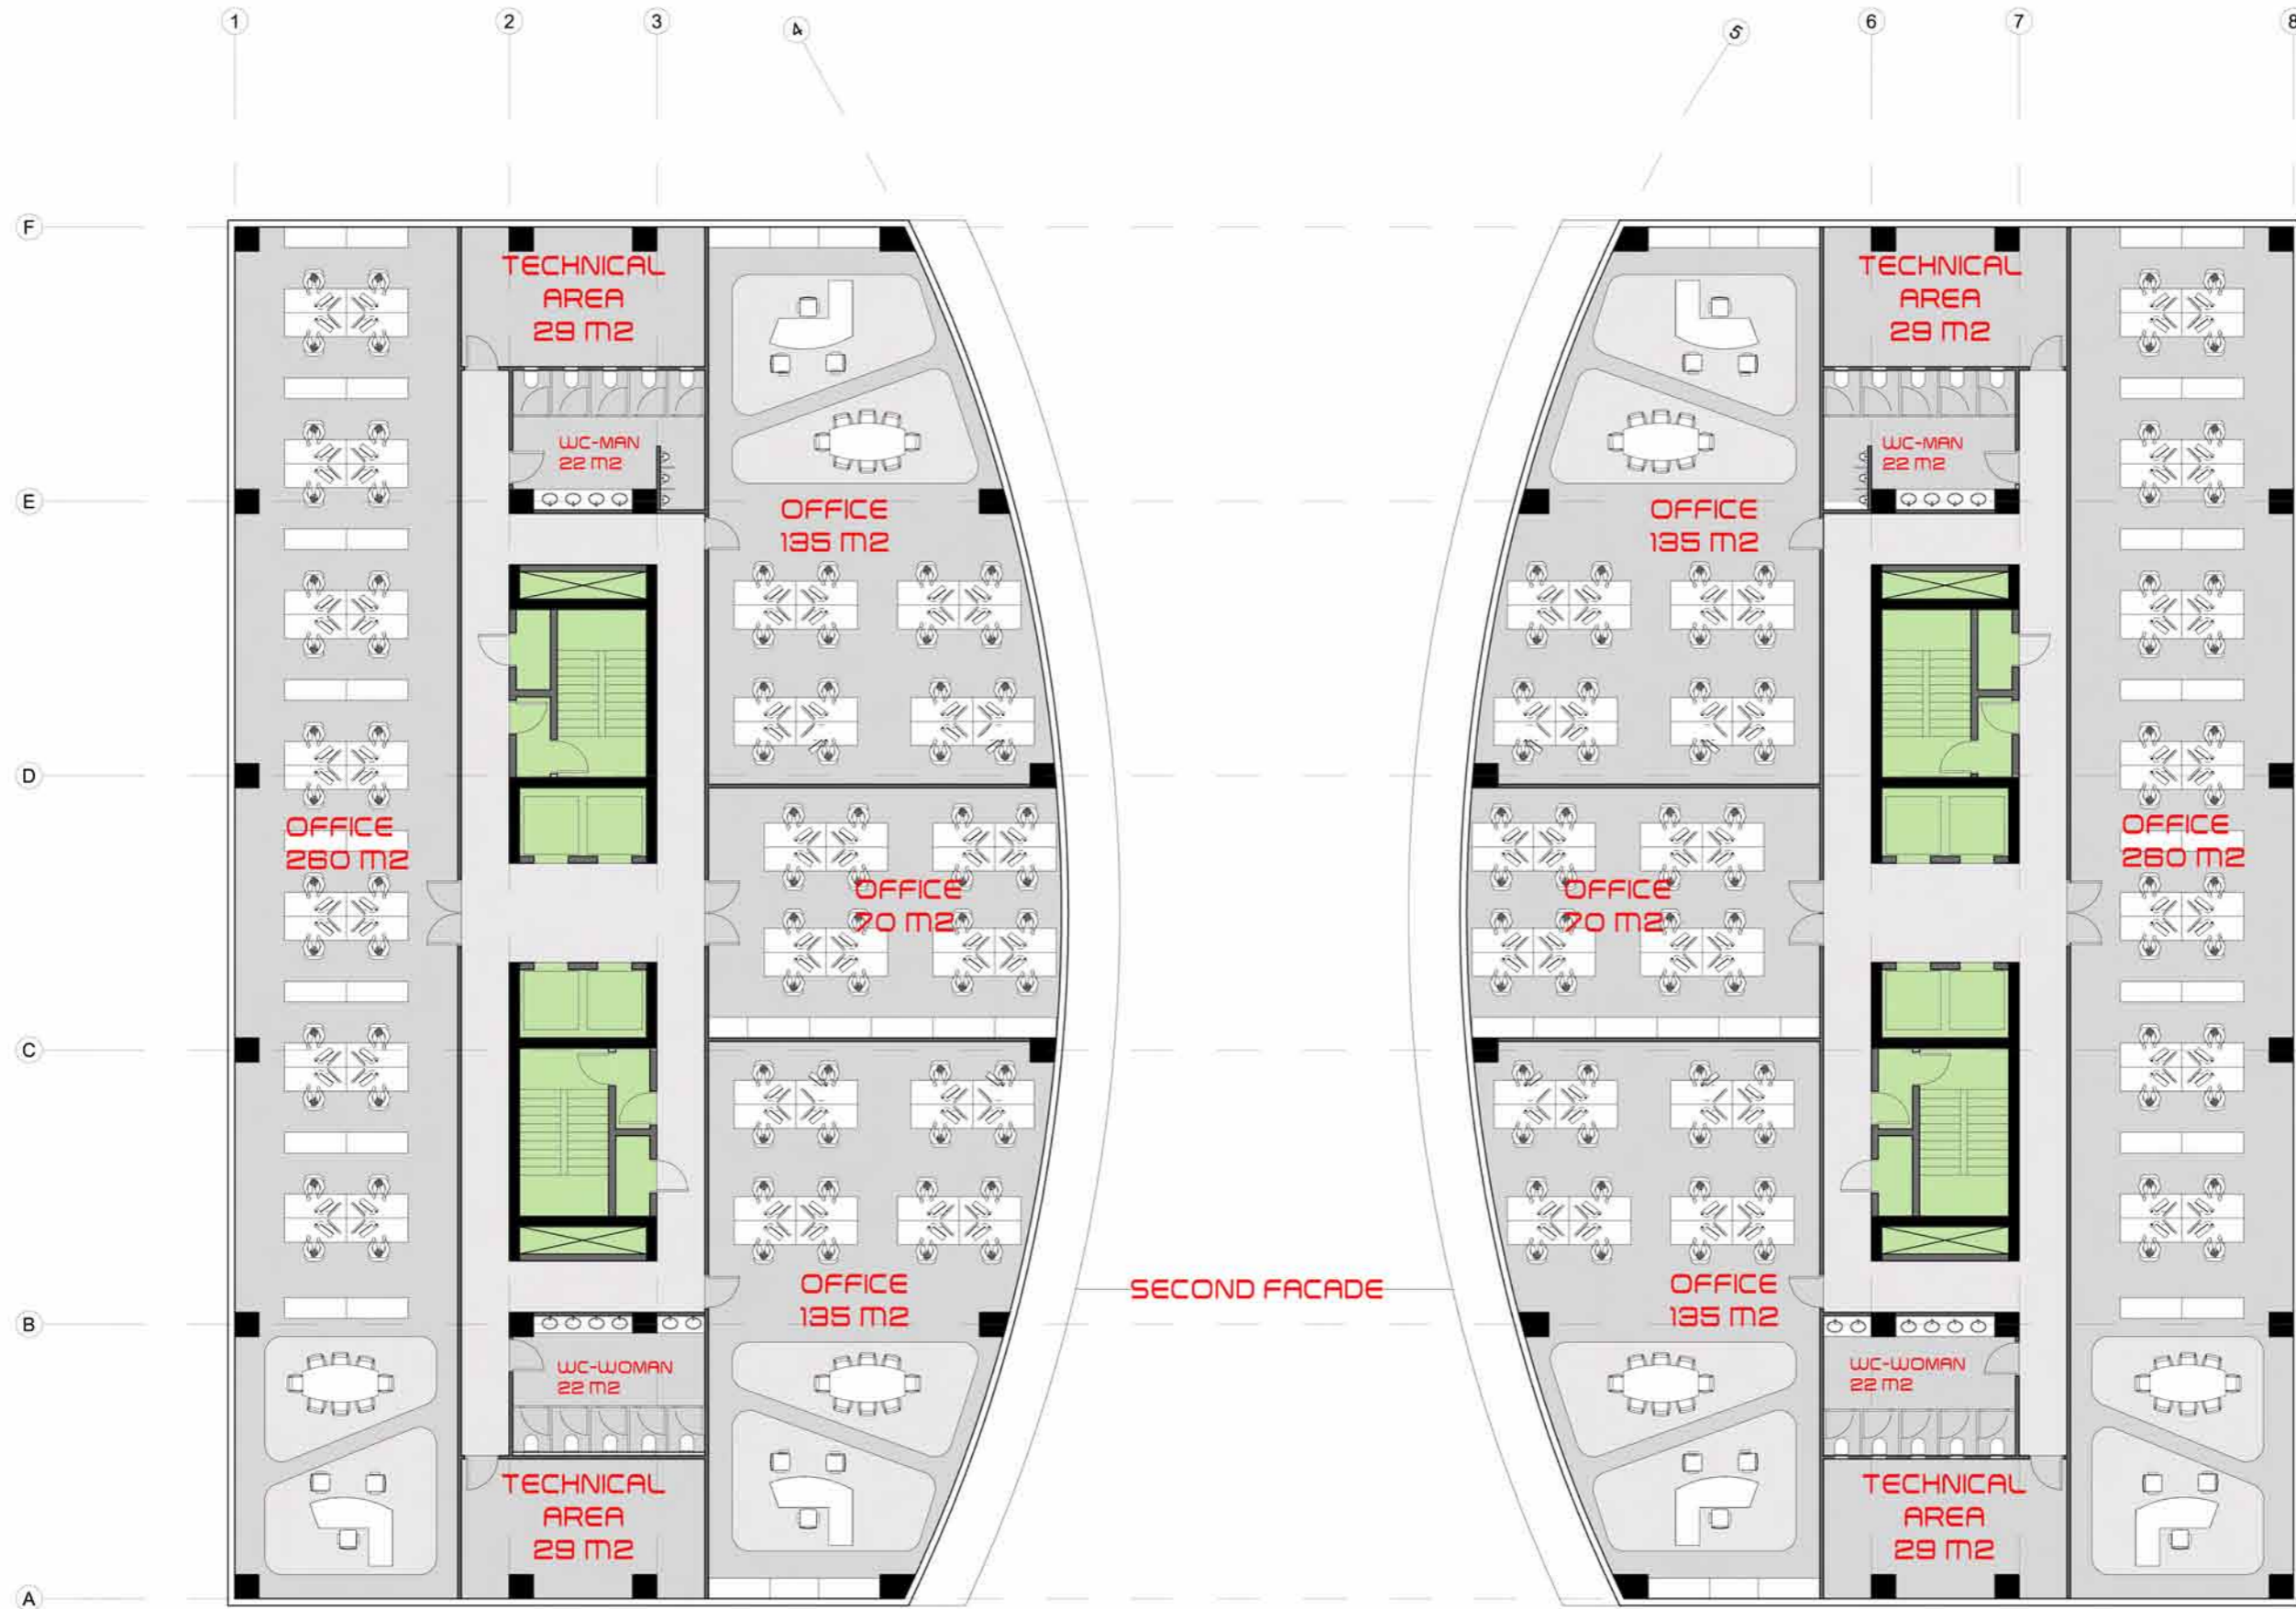 1 2 3 4 5 6 7 8
F
TECHNICAL
AREA
29 m2
TECHNICAL
AREA
29 m2
WC-MAN
22 m2
WC-MAN
22 m2
E
OFFICE
135 m2
OFFICE
135 m2
D
OFFICE
260 m2
OFFICE
260 m2
OFFICE
70 m2
OFFICE
70 m2
C
OFFICE
135 m2
SECOND FACADE
OFFICE
135 m2
B
WC-WOMAN
22 m2
WC-WOMAN
22 m2
TECHNICAL
AREA
29 m2
TECHNICAL
AREA
29 m2
A